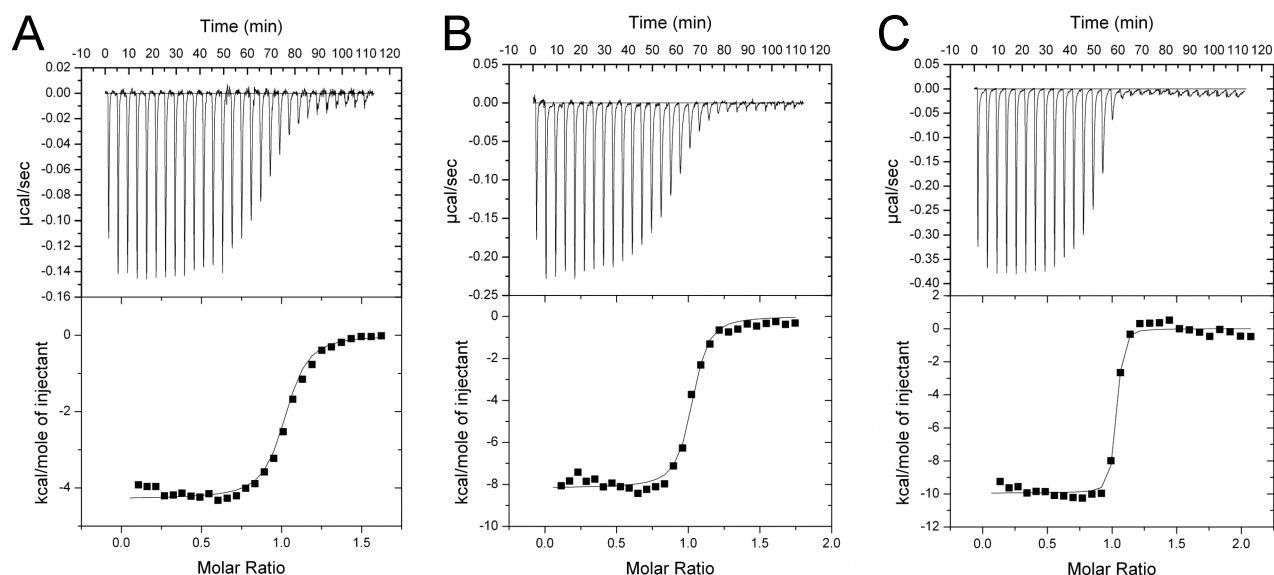 A
Time (min)
-10 0 10 20 30 40 50 60 70 80 90 100 110 120
0.02
0.00
-0.02
-0.04
-0.06
-0.08
-0.10
-0.12
-0.14
-0.16
µcal/sec
0
-2
-4
kcal/mole of injectant
0.0 0.5 1.0 1.5
Molar Ratio
B
Time (min)
-10 0 10 20 30 40 50 60 70 80 90 100 110 120
0.05
0.00
-0.05
-0.10
-0.15
-0.20
-0.25
µcal/sec
0
-2
-4
-6
-8
-10
kcal/mole of injectant
0.0 0.5 1.0 1.5 2.0
Molar Ratio
C
Time (min)
-10 0 10 20 30 40 50 60 70 80 90 100 110 120
0.05
0.00
-0.05
-0.10
-0.15
-0.20
-0.25
-0.30
-0.35
-0.40
µcal/sec
2
0
-2
-4
-6
-8
-10
-12
kcal/mole of injectant
0.0 0.5 1.0 1.5 2.0
Molar Ratio